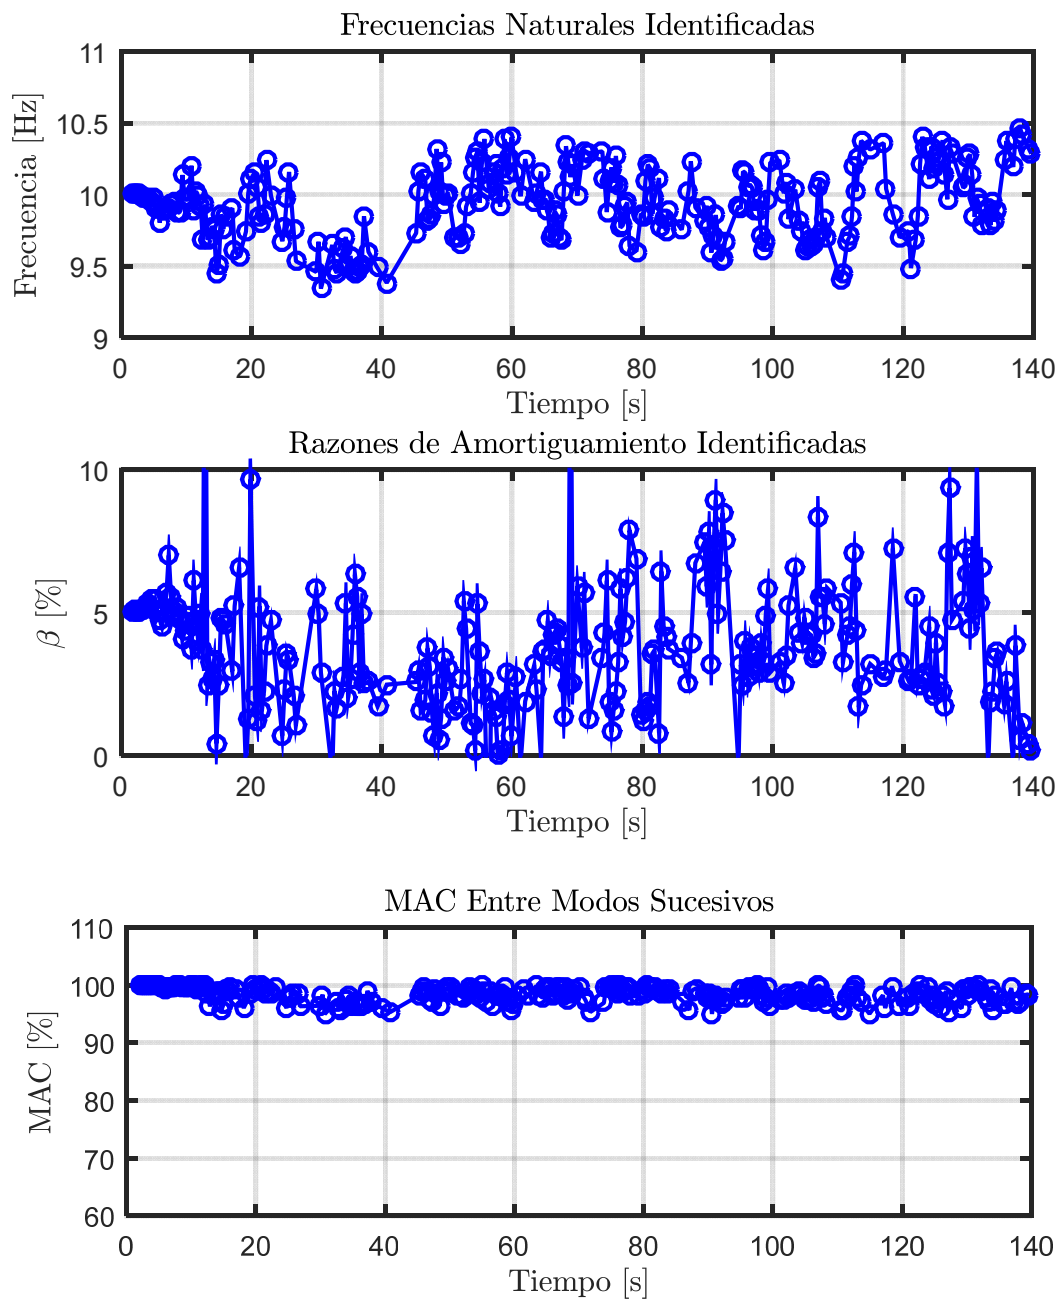 Frecuencias Naturales Identificadas
11
10.5
10
9.5
9
Frecuencia [Hz]
0 20 40 60 80 100 120 140
Tiempo [s]
Razones de Amortiguamiento Identificadas
10
5
0
β [%]
0 20 40 60 80 100 120 140
Tiempo [s]
MAC Entre Modos Sucesivos
110
100
90
80
70
60
MAC [%]
0 20 40 60 80 100 120 140
Tiempo [s]